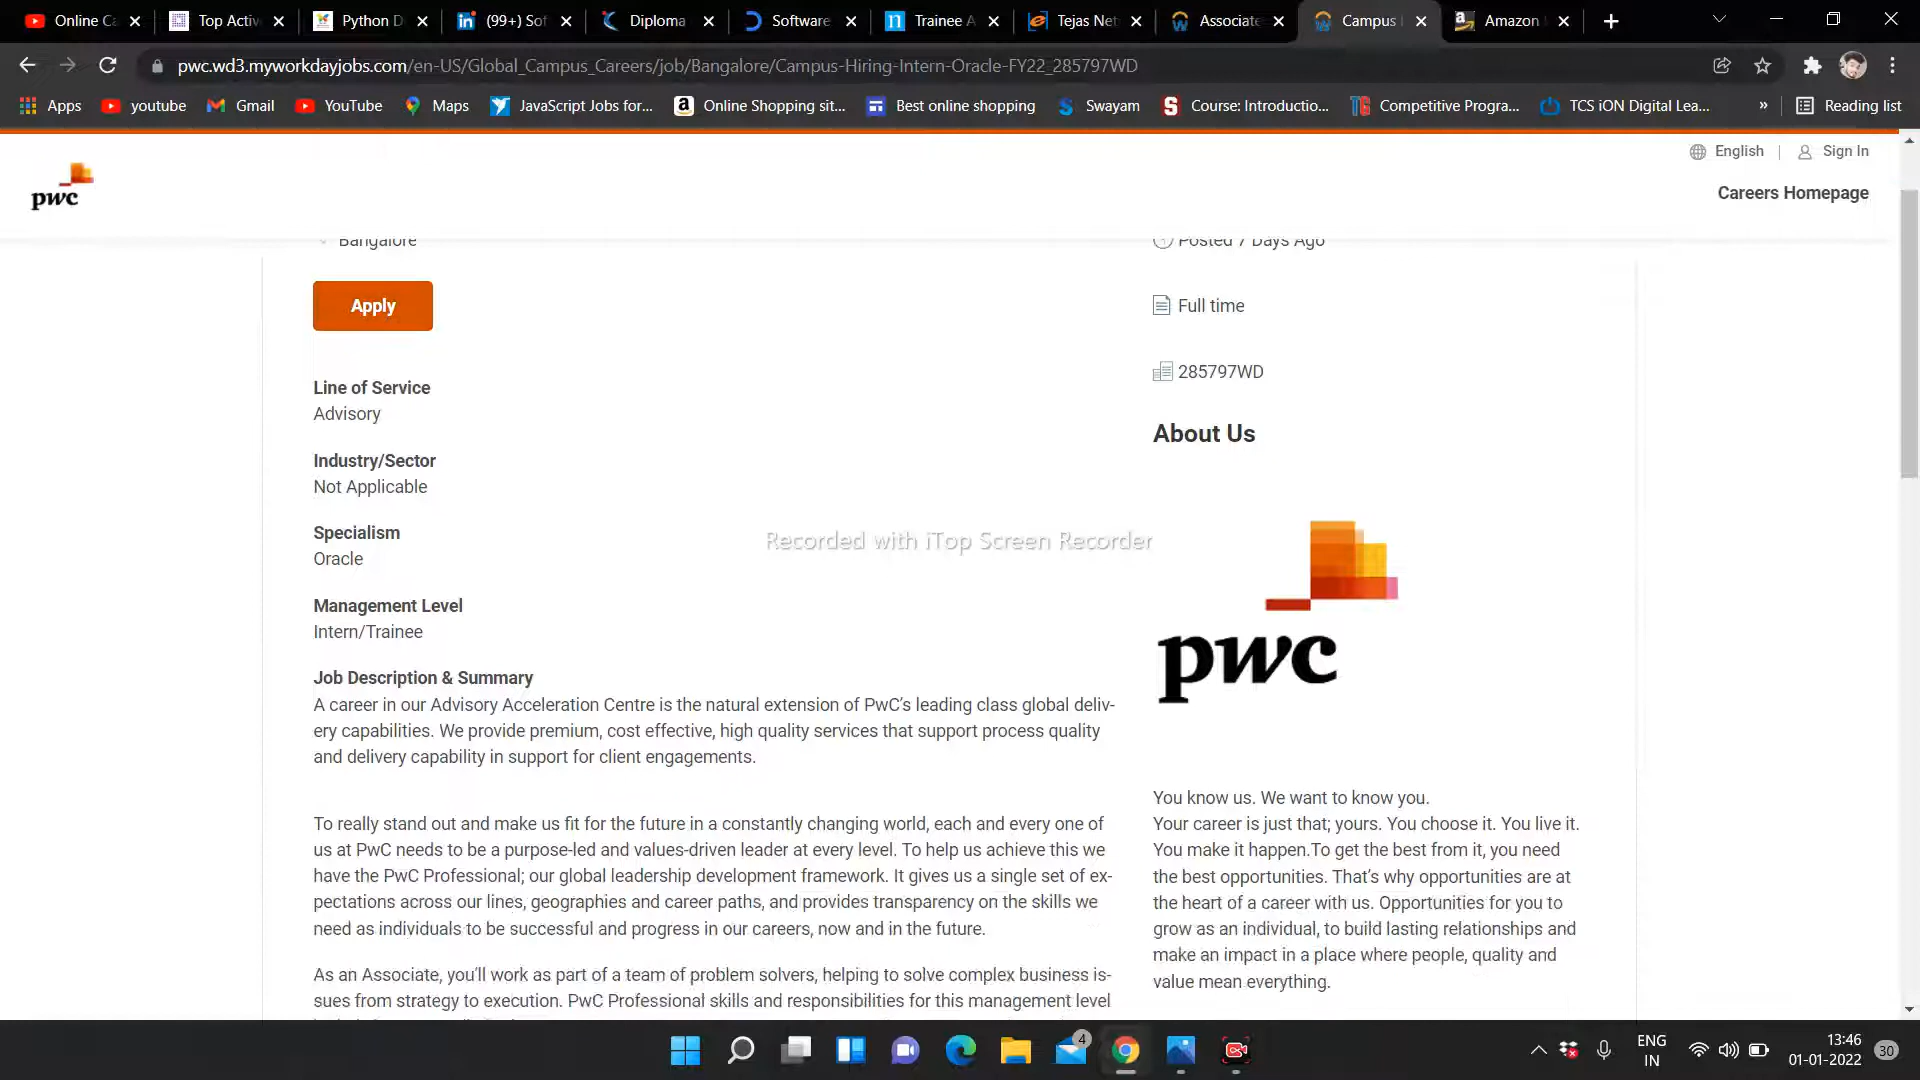 Online Ca
Top Activ
Python D
(99+) Sof
Diploma
Software
Trainee A
Tejas Net
Associate
Campus
Amazon
pwc.wd3.myworkdayjobs.com/en-US/Global_Campus_Careers/job/Bangalore/Campus-Hiring-Intern-Oracle-FY22_285797WD
Apps
youtube
Gmail
YouTube
Maps
JavaScript Jobs for...
Online Shopping sit...
Best online shopping
Swayam
Course: Introductio...
Competitive Progra...
TCS iON Digital Lea...
»
Reading list
English | Sign In
pwc
Careers Homepage
Bangalore
Posted 7 Days Ago
Apply
Full time
285797WD
Line of Service
Advisory
Industry/Sector
Not Applicable
Specialism
Oracle
Management Level
Intern/Trainee
Job Description & Summary
A career in our Advisory Acceleration Centre is the natural extension of PwC’s leading class global deliv-
ery capabilities. We provide premium, cost effective, high quality services that support process quality
and delivery capability in support for client engagements.
To really stand out and make us fit for the future in a constantly changing world, each and every one of
us at PwC needs to be a purpose-led and values-driven leader at every level. To help us achieve this we
have the PwC Professional; our global leadership development framework. It gives us a single set of ex-
pectations across our lines, geographies and career paths, and provides transparency on the skills we
need as individuals to be successful and progress in our careers, now and in the future.
As an Associate, you'll work as part of a team of problem solvers, helping to solve complex business is-
sues from strategy to execution. PwC Professional skills and responsibilities for this management level
About Us
pwc
You know us. We want to know you.
Your career is just that; yours. You choose it. You live it.
You make it happen.To get the best from it, you need
the best opportunities. That’s why opportunities are at
the heart of a career with us. Opportunities for you to
grow as an individual, to build lasting relationships and
make an impact in a place where people, quality and
value mean everything.
Recorded with iTop Screen Recorder
4
ENG
IN
13:46
01-01-2022
30